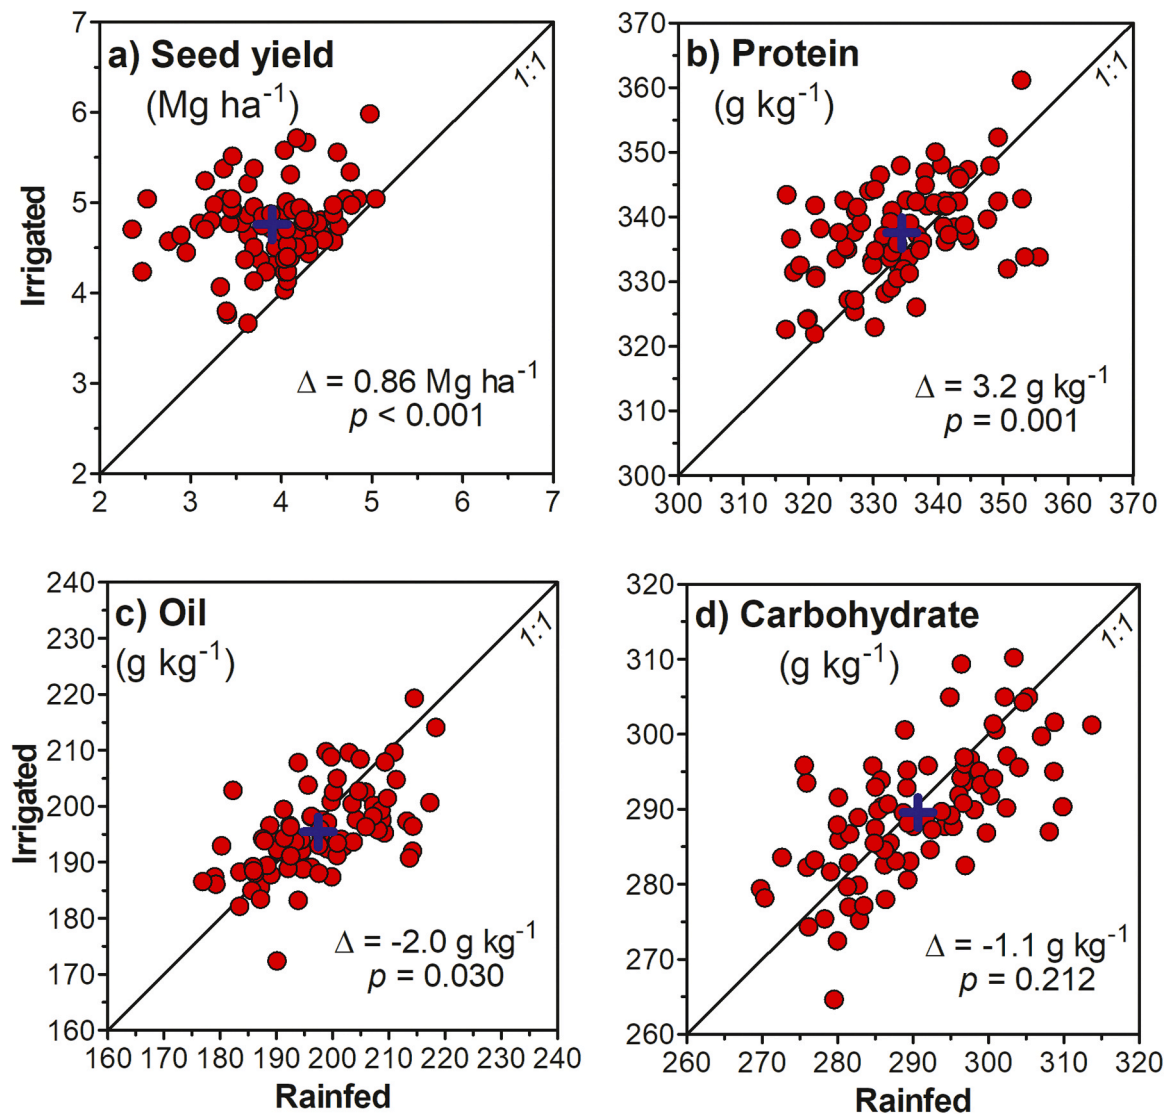 a) Seed yield
(Mg ha⁻¹)
1:1
7
6
5
4
3
2
Irrigated
Δ = 0.86 Mg ha⁻¹
p < 0.001
2 3 4 5 6 7
b) Protein
(g kg⁻¹)
1:1
370
360
350
340
330
320
310
300
Δ = 3.2 g kg⁻¹
p = 0.001
300 310 320 330 340 350 360 370
c) Oil
(g kg⁻¹)
1:1
240
230
220
210
200
190
180
170
160
Irrigated
Δ = -2.0 g kg⁻¹
p = 0.030
160 170 180 190 200 210 220 230 240
Rainfed
d) Carbohydrate
(g kg⁻¹)
1:1
320
310
300
290
280
270
260
Δ = -1.1 g kg⁻¹
p = 0.212
260 270 280 290 300 310 320
Rainfed